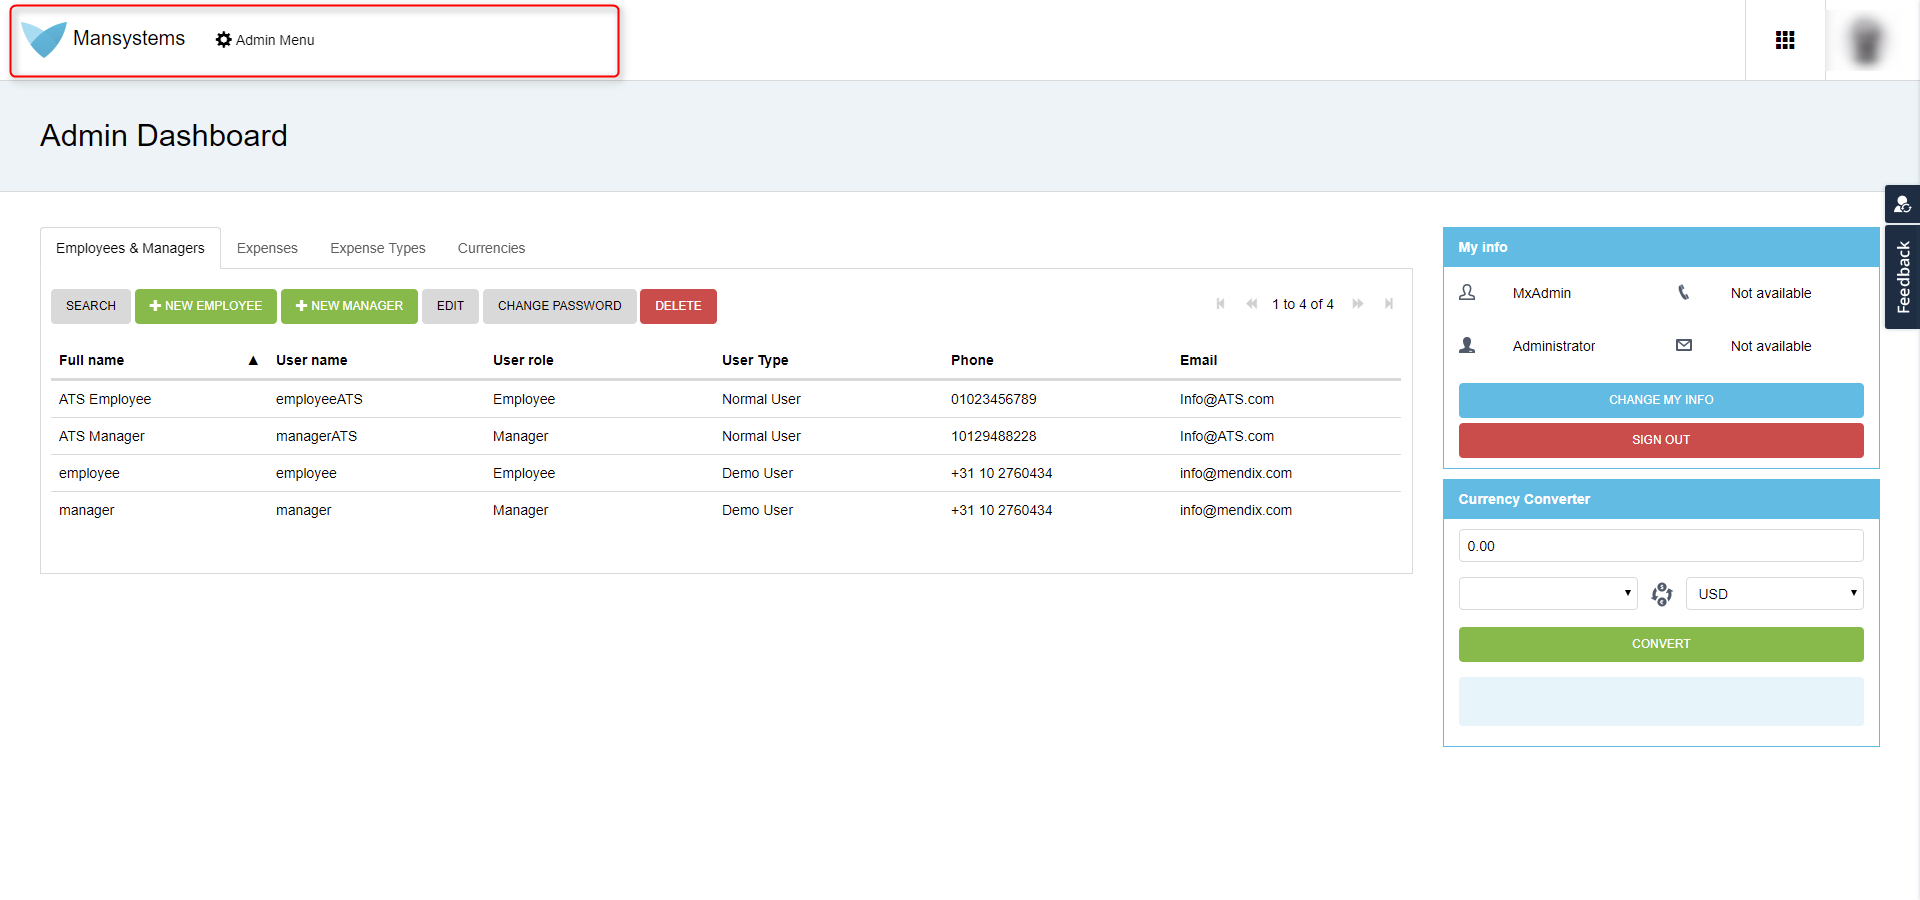 Mansystems
Admin Menu
Admin Dashboard
Employees & Managers Expenses Expense Types Currencies
SEARCH NEW EMPLOYEE NEW MANAGER EDIT CHANGE PASSWORD DELETE 1 to 4 of 4
Full name User name User role User Type Phone Email
ATS Employee employeeATS Employee Normal User 01023456789 Info@ATS.com
ATS Manager managerATS Manager Normal User 10129488228 Info@ATS.com
employee employee Employee Demo User +31 10 2760434 info@mendix.com
manager manager Manager Demo User +31 10 2760434 info@mendix.com
My info
MxAdmin Not available
Administrator Not available
CHANGE MY INFO
SIGN OUT
Currency Converter
0.00
USD
CONVERT
Feedback